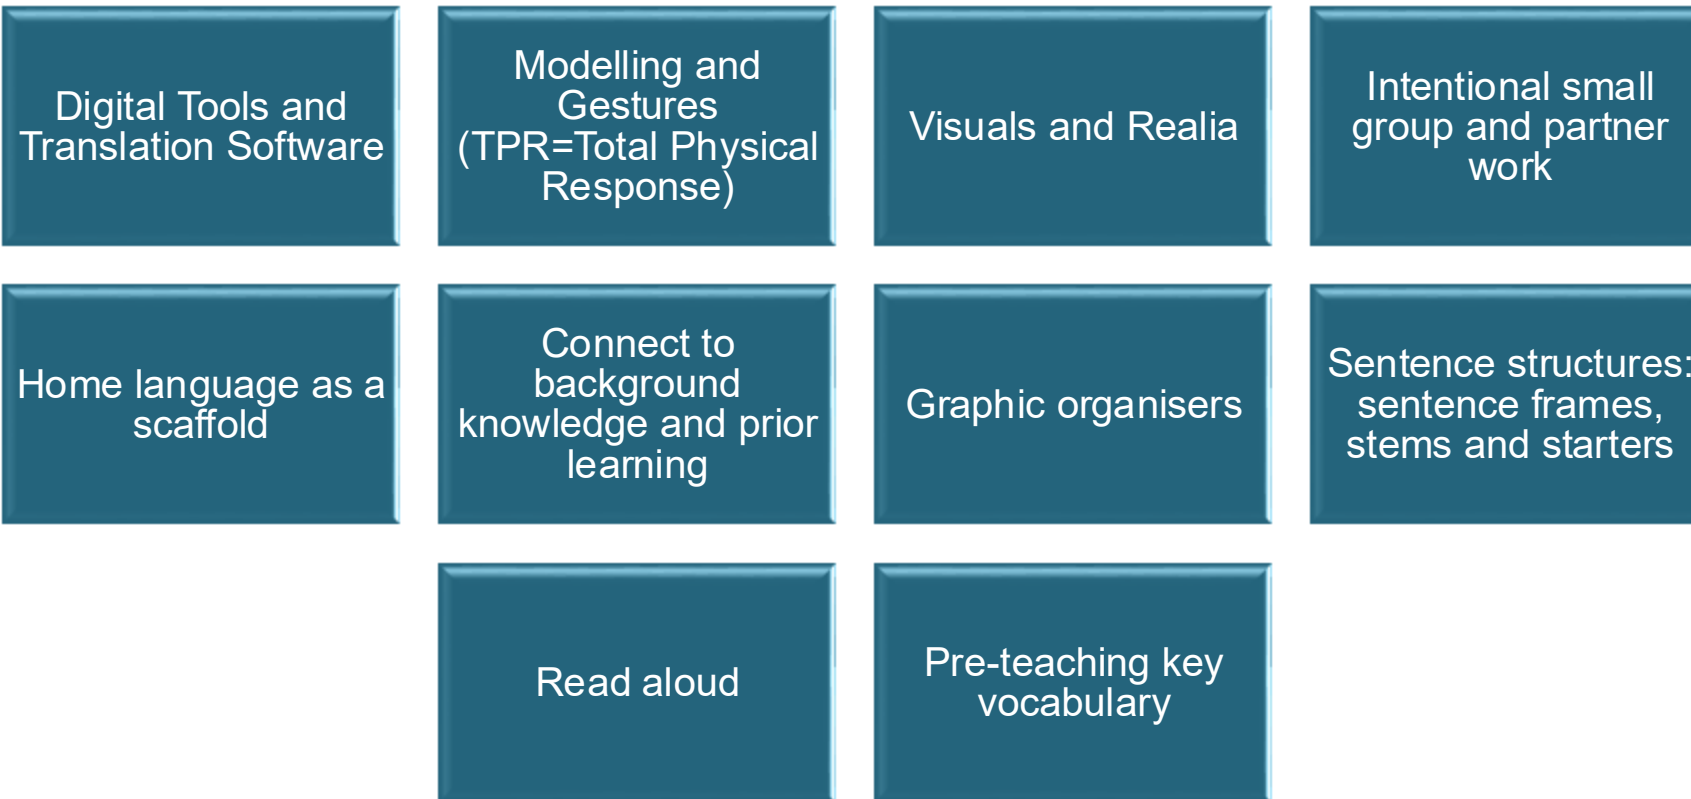 Digital Tools and
Translation Software
Modelling and
Gestures
(TPR=Total Physical
Response)
Visuals and Realia
Intentional small
group and partner
work
Home language as a
scaffold
Connect to
background
knowledge and prior
learning
Graphic organisers
Sentence structures:
sentence frames,
stems and starters
Read aloud
Pre-teaching key
vocabulary